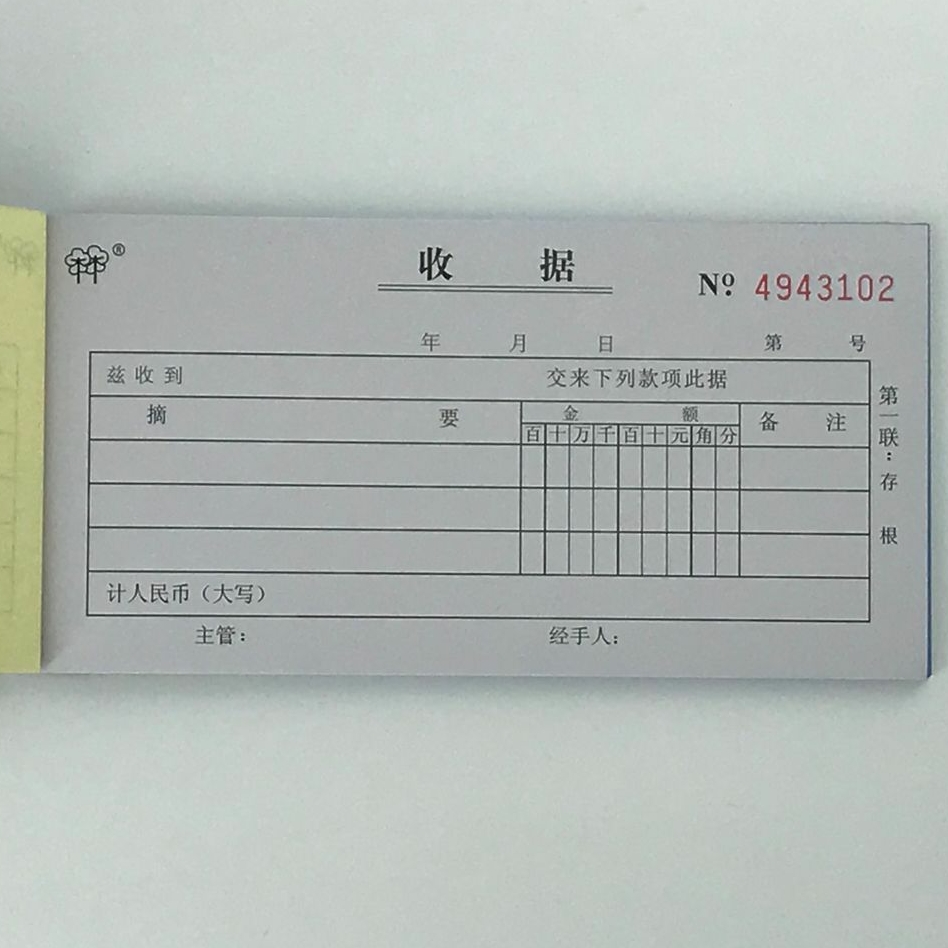 ®
收 据
Nº 4943102
年 月 日 第 号
兹收到 交来下列款项此据
摘 要 金 额 备 注
百 十 万 千 百 十 元 角 分
计人民币（大写）
主管： 经手人：
第一联：存根